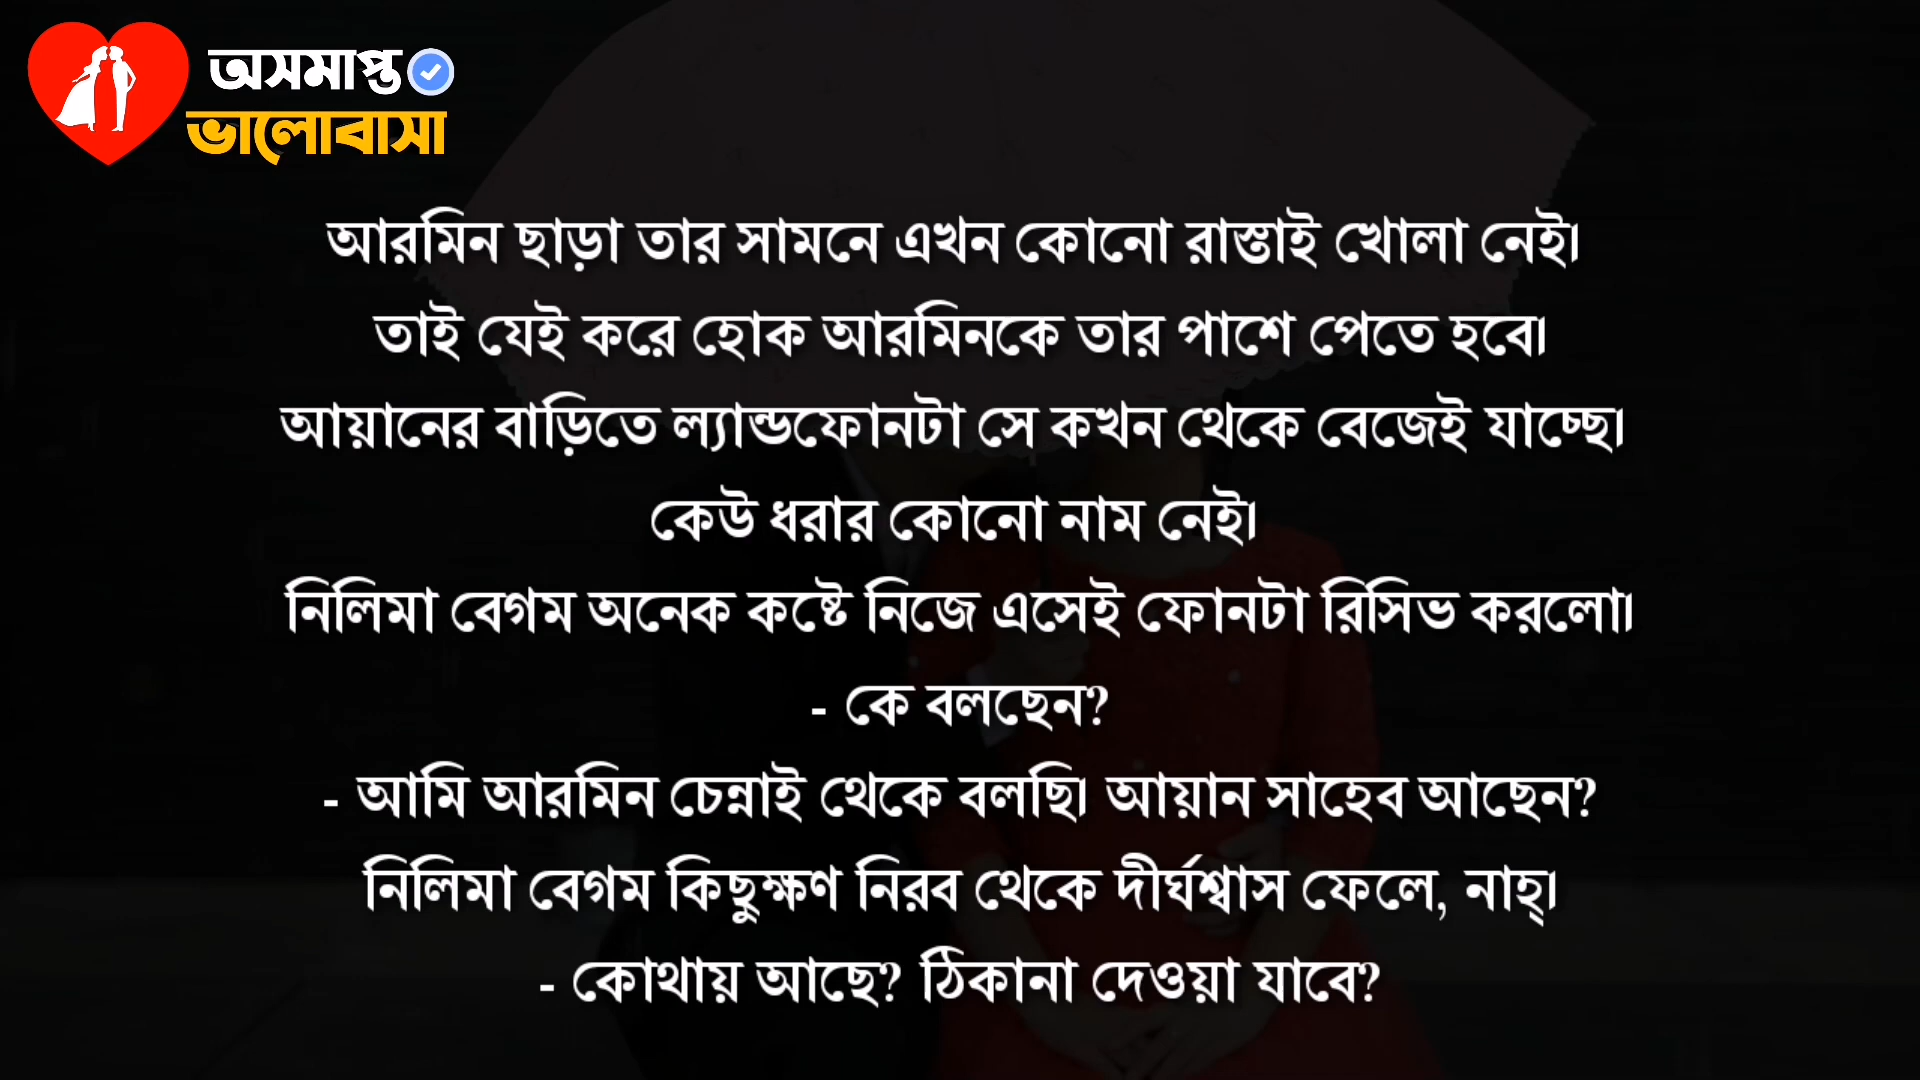 অসমাপ্ত
ভালোবাসা
আরমিন ছাড়া তার সামনে এখন কোনো রাস্তাই খোলা নেই।
তাই যেই করে হোক আরমিনকে তার পাশে পেতে হবে।
আয়ানের বাড়িতে ল্যান্ডফোনটা সে কখন থেকে বেজেই যাচ্ছে।
কেউ ধরার কোনো নাম নেই।
নিলিমা বেগম অনেক কষ্টে নিজে এসেই ফোনটা রিসিভ করলো।
- কে বলছেন?
- আমি আরমিন চেন্নাই থেকে বলছি। আয়ান সাহেব আছেন?
নিলিমা বেগম কিছুক্ষণ নিরব থেকে দীর্ঘশ্বাস ফেলে, নাহ্।
- কোথায় আছে? ঠিকানা দেওয়া যাবে?